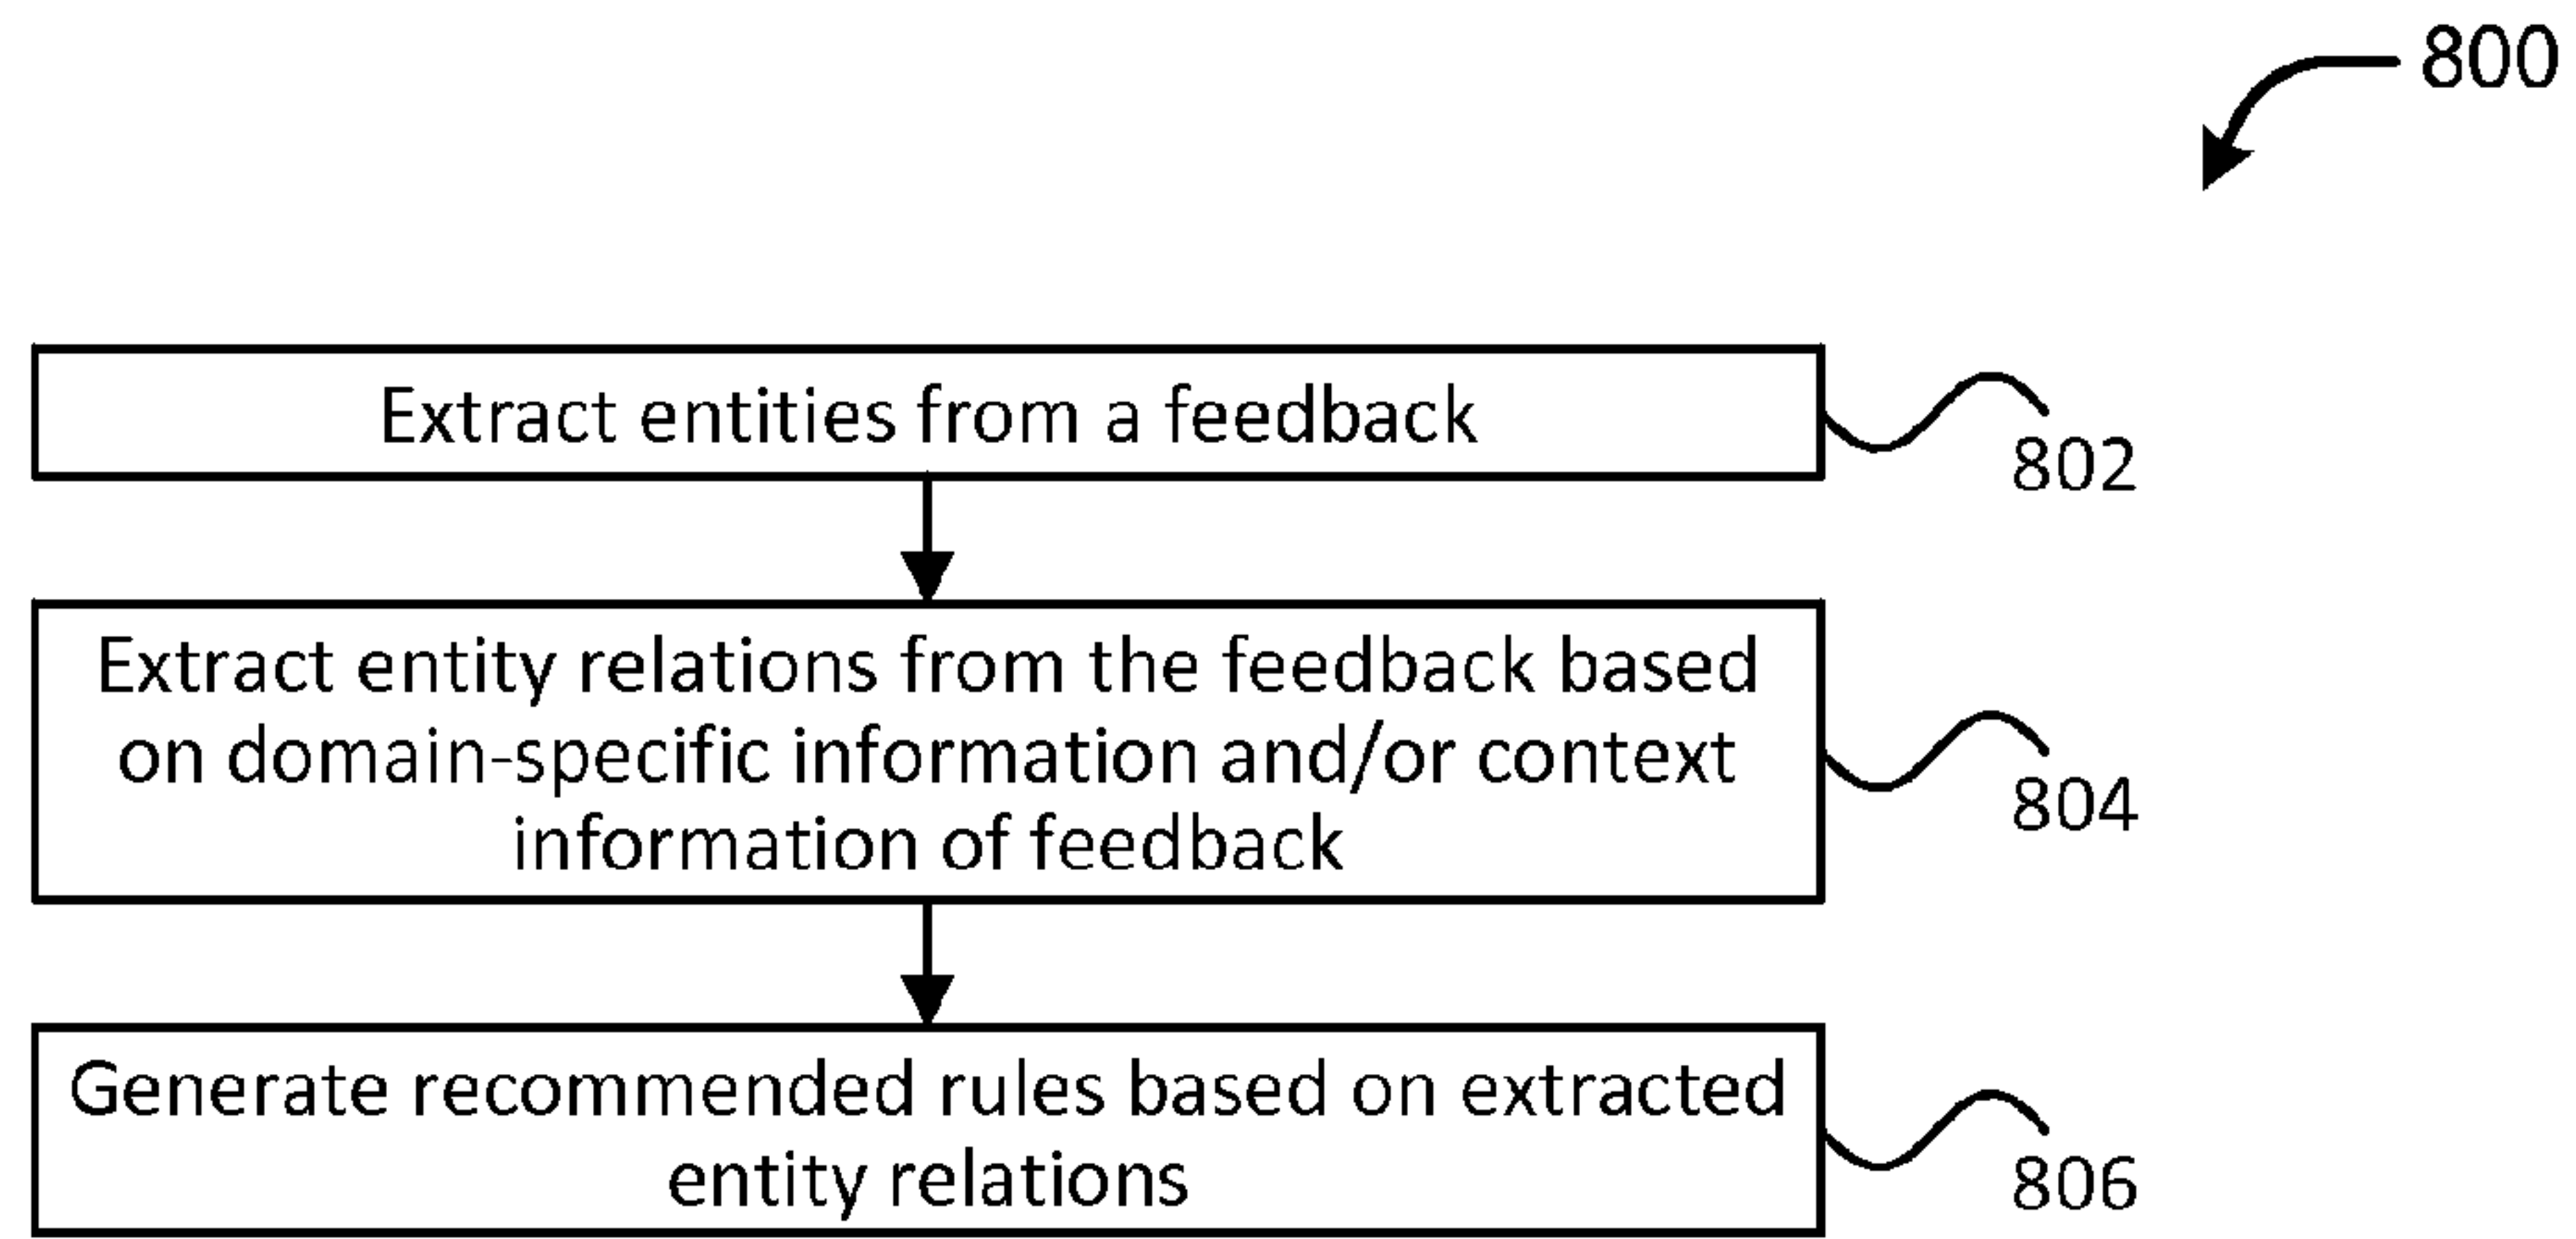 800
Extract entities from a feedback
802
Extract entity relations from the feedback based
on domain-specific information and/or context
information of feedback
804
Generate recommended rules based on extracted
entity relations
806